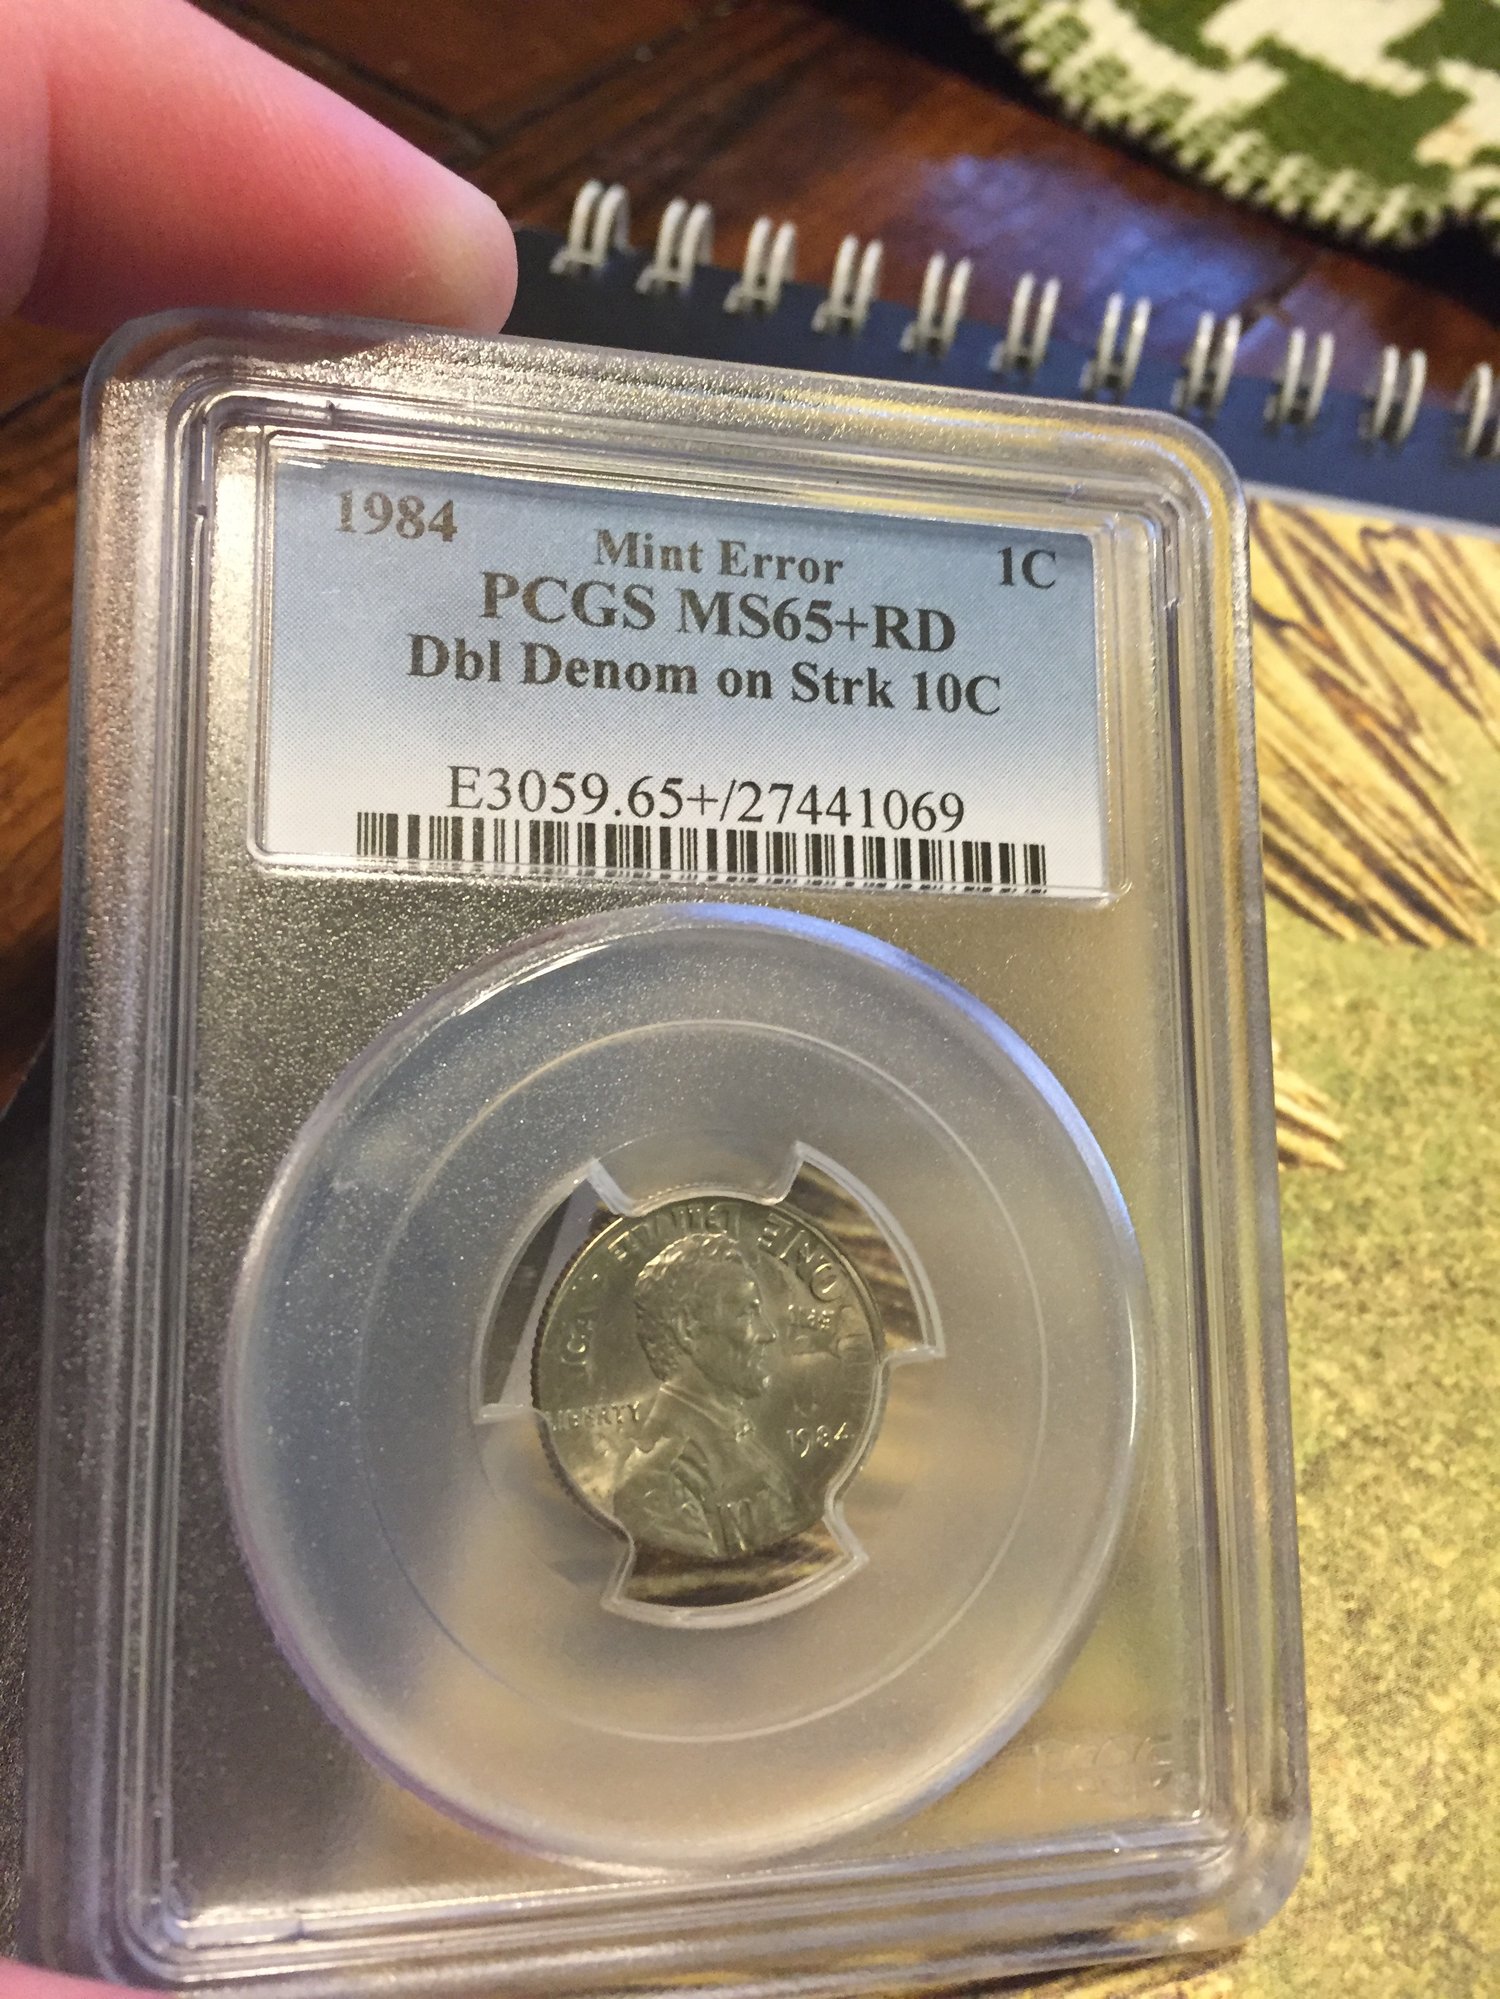 1984 Mint Error 1C
PCGS MS65+RD
Dbl Denom on Strk 10C
E3059.65+/27441069
LIBERTY
1984